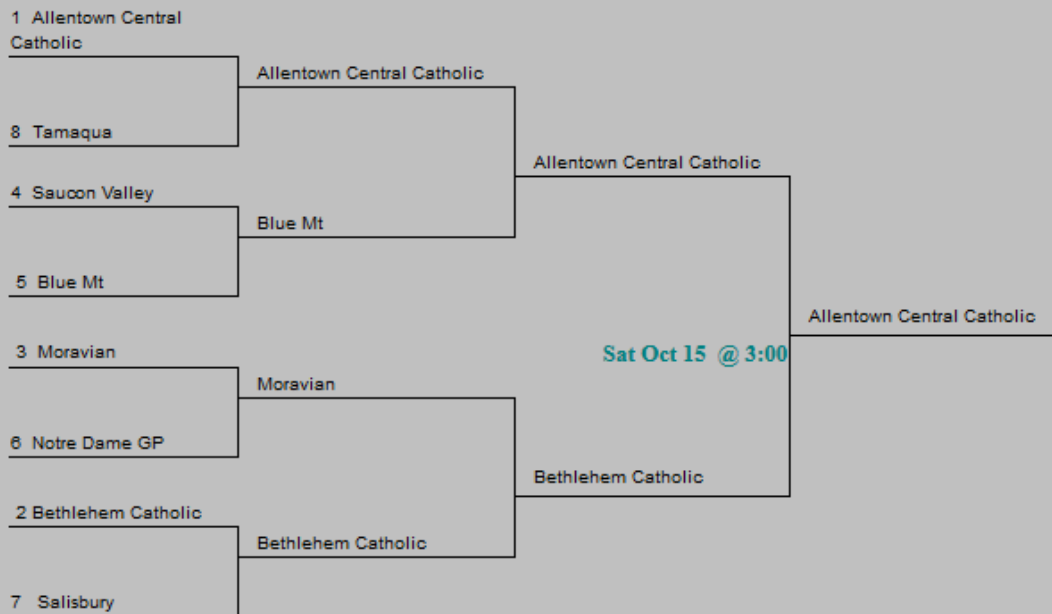 1 Allentown Central
Catholic
Allentown Central Catholic
8 Tamaqua
Allentown Central Catholic
4 Saucon Valley
Blue Mt
5 Blue Mt
Allentown Central Catholic
3 Moravian
Sat Oct 15 @ 3:00
Moravian
6 Notre Dame GP
Bethlehem Catholic
2 Bethlehem Catholic
Bethlehem Catholic
7 Salisbury